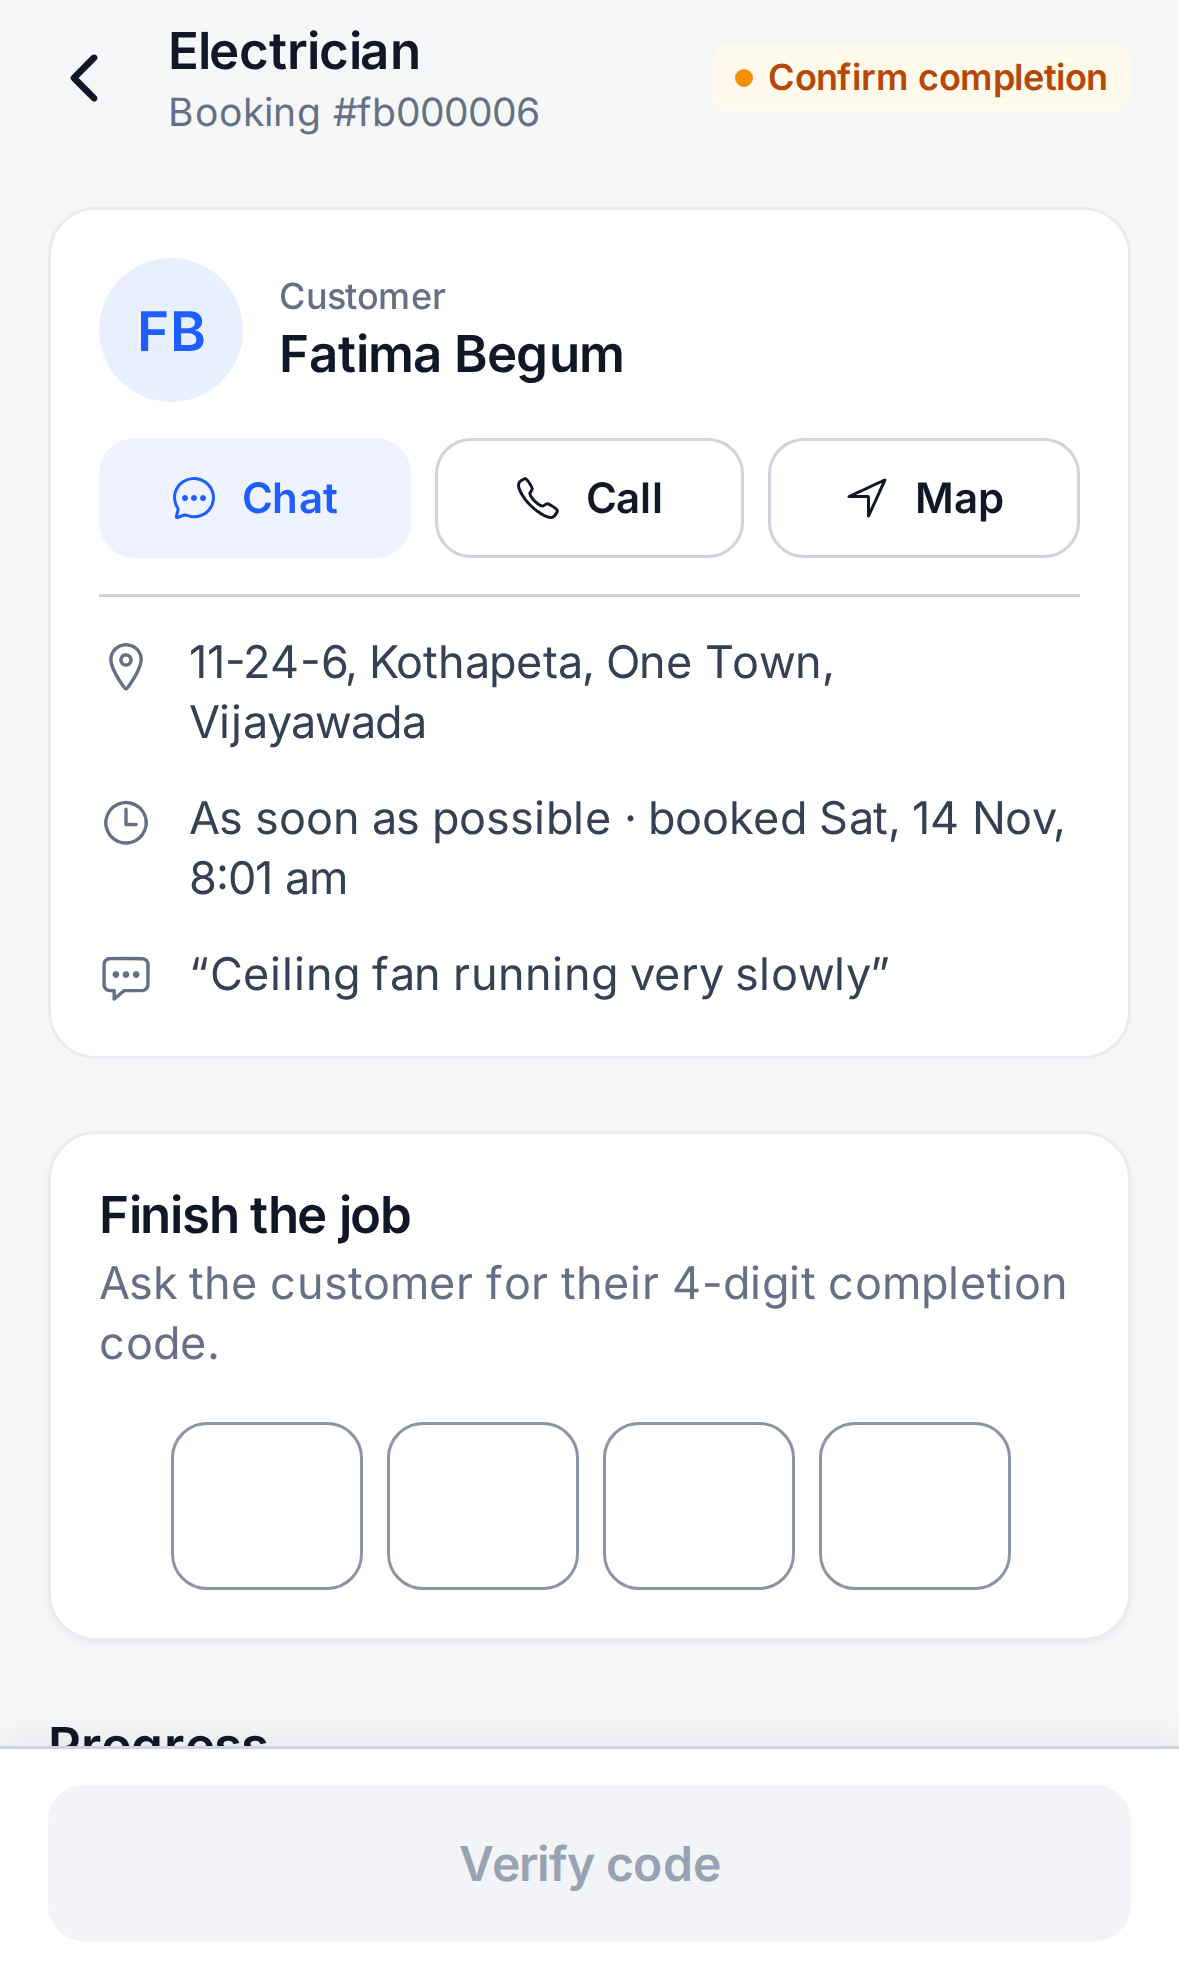 Electrician
Booking #fb000006
Confirm completion
FB
Customer
Fatima Begum
Chat
Call
Map
11-24-6, Kothapeta, One Town,
Vijayawada
As soon as possible · booked Sat, 14 Nov,
8:01 am
“Ceiling fan running very slowly”
Finish the job
Ask the customer for their 4-digit completion
code.
Progress
Verify code